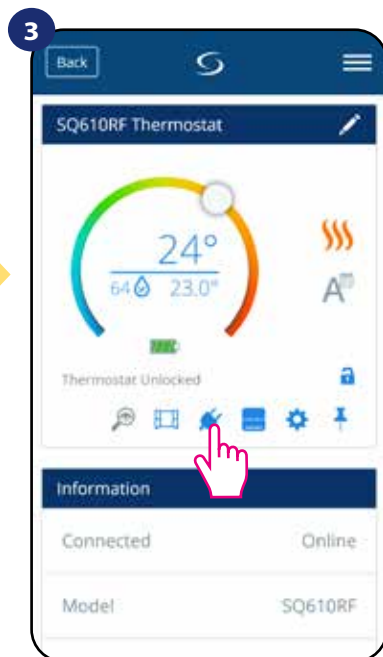 3
Back
SQ610RF Thermostat
24°
64 23.0°
A
Thermostat Unlocked
Information
Connected Online
Model SQ610RF